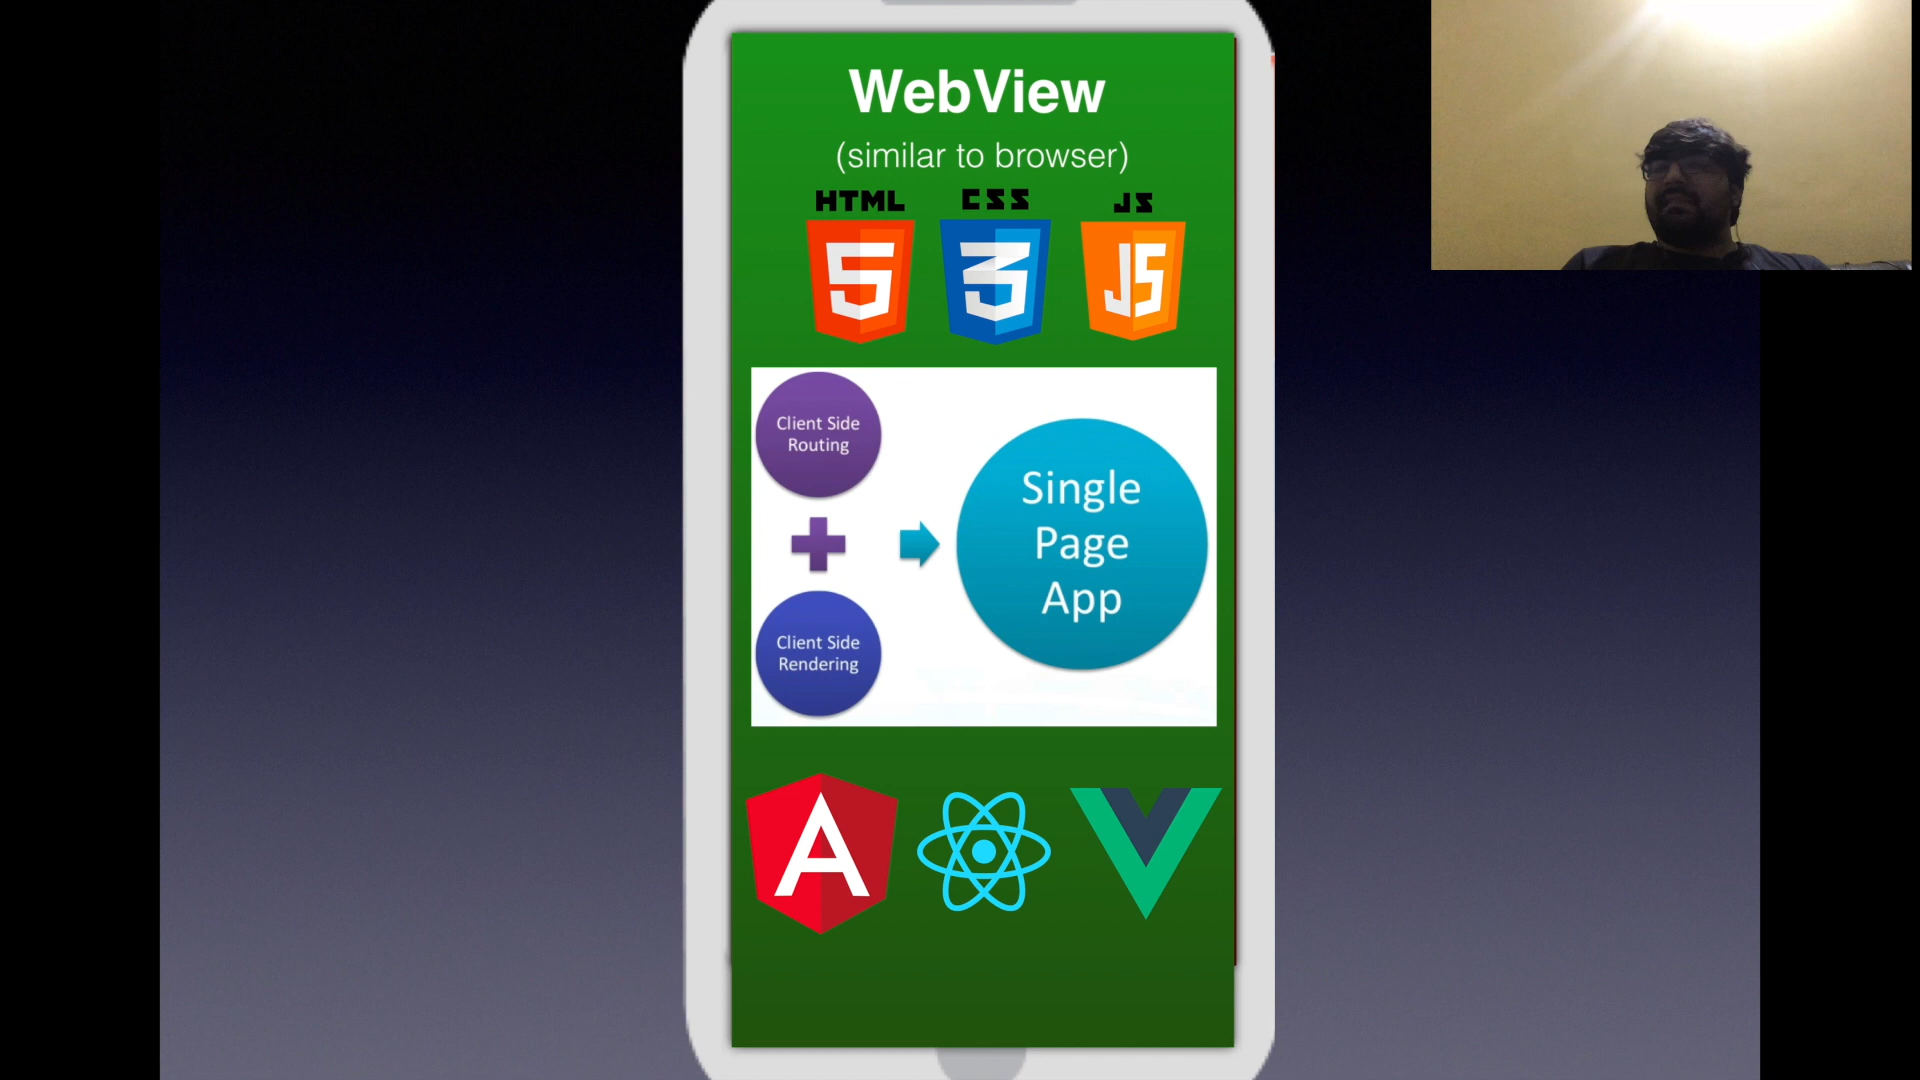 WebView
(similar to browser)
HTML CSS JS
5 3 JS
Client Side
Routing
Single
Page
App
Client Side
Rendering
A